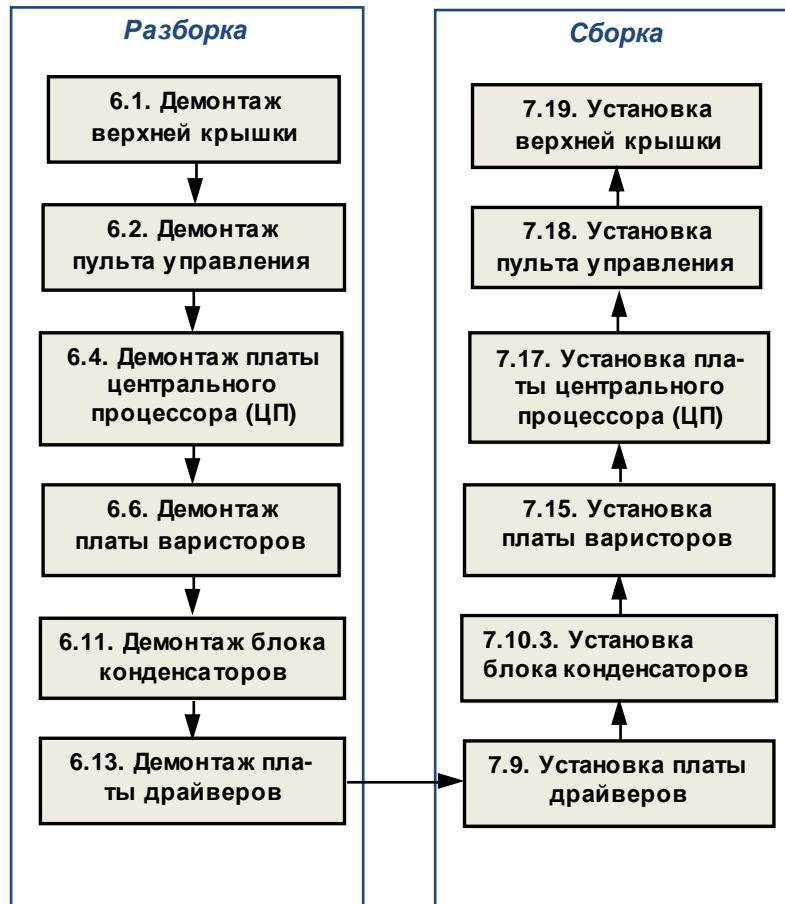 Разборка
6.1. Демонтаж
верхней крышки
6.2. Демонтаж
пульта управления
6.4. Демонтаж платы
центрального
процессора (ЦП)
6.6. Демонтаж
платы варисторов
6.11. Демонтаж блока
конденсаторов
6.13. Демонтаж пла-
ты драйверов
Сборка
7.19. Установка
верхней крышки
7.18. Установка
пульта управления
7.17. Установка пла-
ты центрального
процессора (ЦП)
7.15. Установка
платы варисторов
7.10.3. Установка
блока конденсаторов
7.9. Установка платы
драйверов